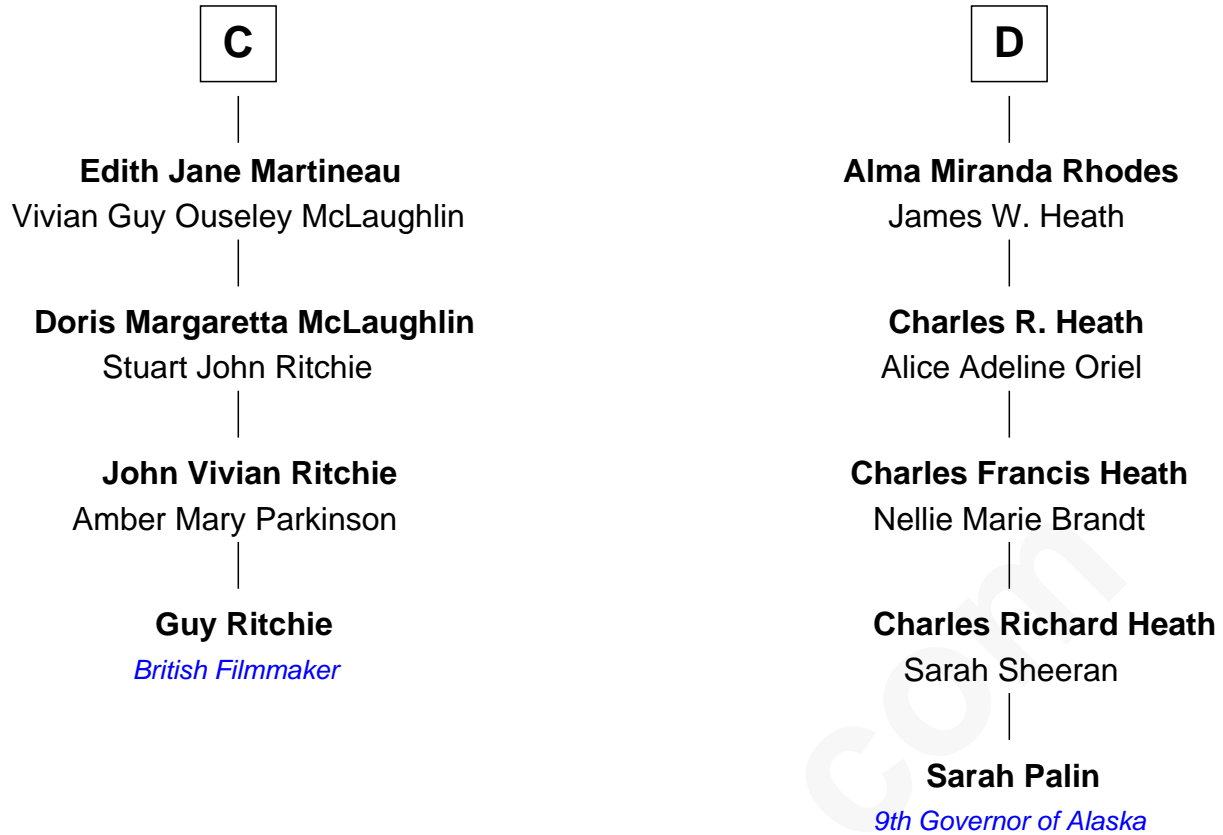 C
Edith Jane Martineau
Vivian Guy Ouseley McLaughlin
Doris Margaretta McLaughlin
Stuart John Ritchie
John Vivian Ritchie
Amber Mary Parkinson
Guy Ritchie
British Filmmaker
D
Alma Miranda Rhodes
James W. Heath
Charles R. Heath
Alice Adeline Oriel
Charles Francis Heath
Nellie Marie Brandt
Charles Richard Heath
Sarah Sheeran
Sarah Palin
9th Governor of Alaska
com